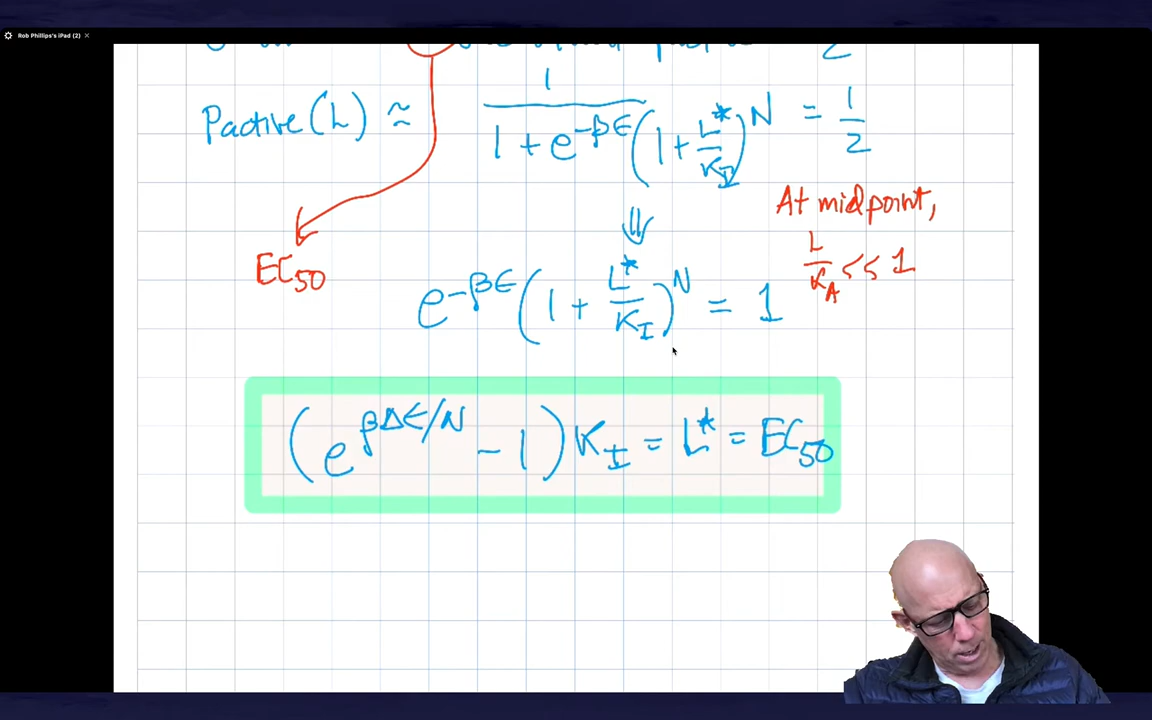 Rob Phillips's iPad (2)
Pactive(L) ≈ 1 / (1 + e^{-βϵ}(1 + L*/K_I)^N) = 1/2
At midpoint,
L/K_A << 1
EC50
⇓
e^{-βϵ}(1 + L*/K_I)^N = 1
(e^{βΔϵ/N} - 1) K_I = L* = EC50